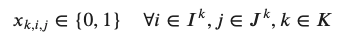 x_{k,i,j} ∈ {0, 1} ∀i ∈ I^k, j ∈ J^k, k ∈ K